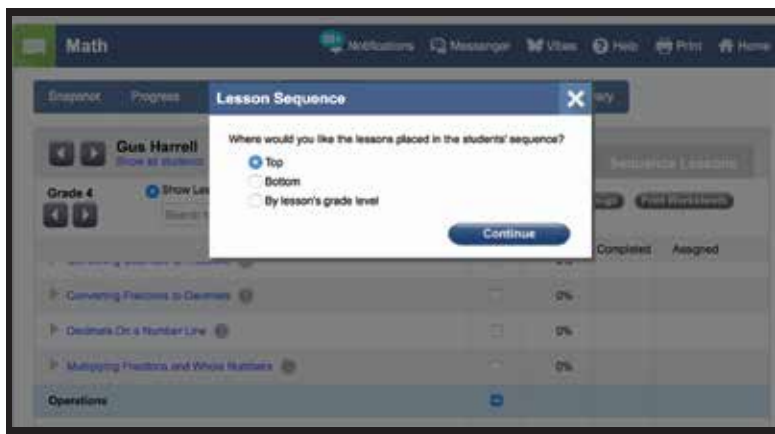 Math
Notifications Messenger Vibes Help Print Home
Snapshot Progress
Lesson Sequence
Where would you like the lessons placed in the students' sequence?
Top
Bottom
By lesson's grade level
Continue
Gus Harrell
Show all students
Sequence Lessons
Grade 4
Show
Print Worksheets
Completed Assigned
Converting Fractions to Decimals 0%
Decimals On a Number Line 0%
Multiplying Fractions and Whole Numbers 0%
Operations